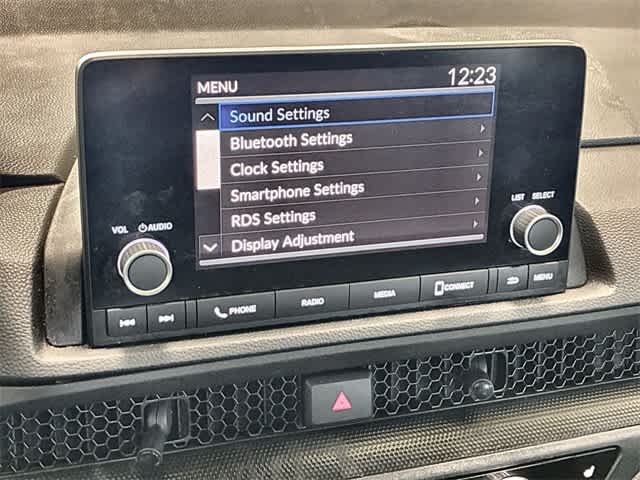 MENU 12:23
Sound Settings
Bluetooth Settings
Clock Settings
Smartphone Settings
RDS Settings
Display Adjustment
VOL AUDIO
LIST SELECT
PHONE RADIO MEDIA CONNECT MENU